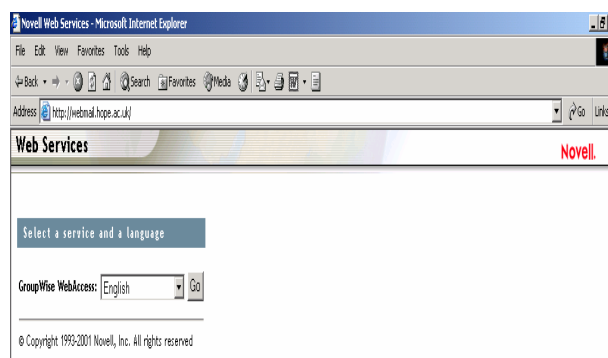 Novell Web Services - Microsoft Internet Explorer
File Edit View Favorites Tools Help
Back Search Favorites Media
Address http://webmail.hope.ac.uk/ Go Links
Web Services
Novell.
Select a service and a language
GroupWise WebAccess: English Go
© Copyright 1993-2001 Novell, Inc. All rights reserved